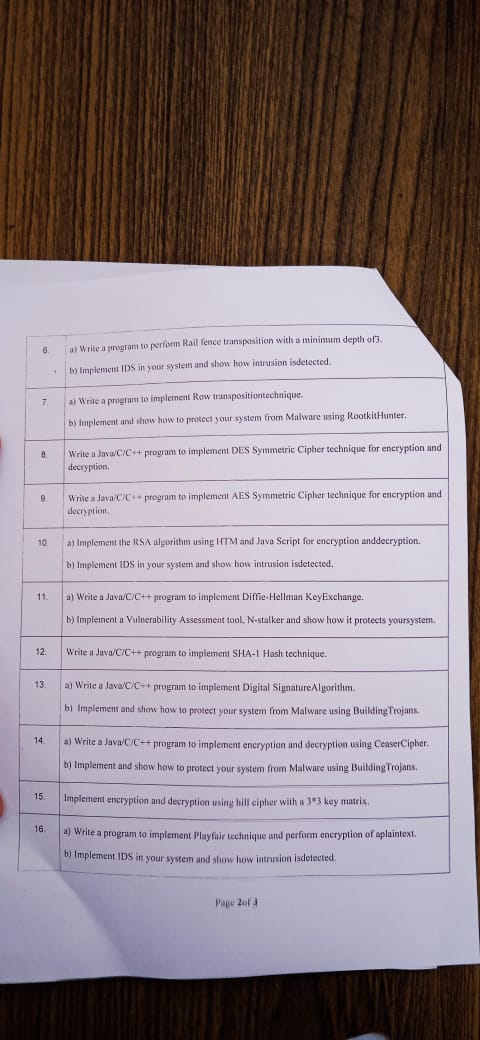 6. a) Write a program to perform Rail fence transposition with a minimum depth of3.
b) Implement IDS in your system and show how intrusion isdetected.
7. a) Write a program to implement Row transpositiontechnique.
b) Implement and show how to protect your system from Malware using RootkitHunter.
8. Write a Java/C/C++ program to implement DES Symmetric Cipher technique for encryption and
decryption.
9. Write a Java/C/C++ program to implement AES Symmetric Cipher technique for encryption and
decryption.
10. a) Implement the RSA algorithm using HTM and Java Script for encryption anddecryption.
b) Implement IDS in your system and show how intrusion isdetected.
11. a) Write a Java/C/C++ program to implement Diffie-Hellman KeyExchange.
b) Implement a Vulnerability Assessment tool, N-stalker and show how it protects yoursystem.
12. Write a Java/C/C++ program to implement SHA-1 Hash technique.
13. a) Write a Java/C/C++ program to implement Digital SignatureAlgorithm.
b) Implement and show how to protect your system from Malware using BuildingTrojans.
14. a) Write a Java/C/C++ program to implement encryption and decryption using CeaserCipher.
b) Implement and show how to protect your system from Malware using BuildingTrojans.
15. Implement encryption and decryption using hill cipher with a 3*3 key matrix.
16. a) Write a program to implement Playfair technique and perform encryption of aplaintext.
b) Implement IDS in your system and show how intrusion isdetected.
Page 2of 3